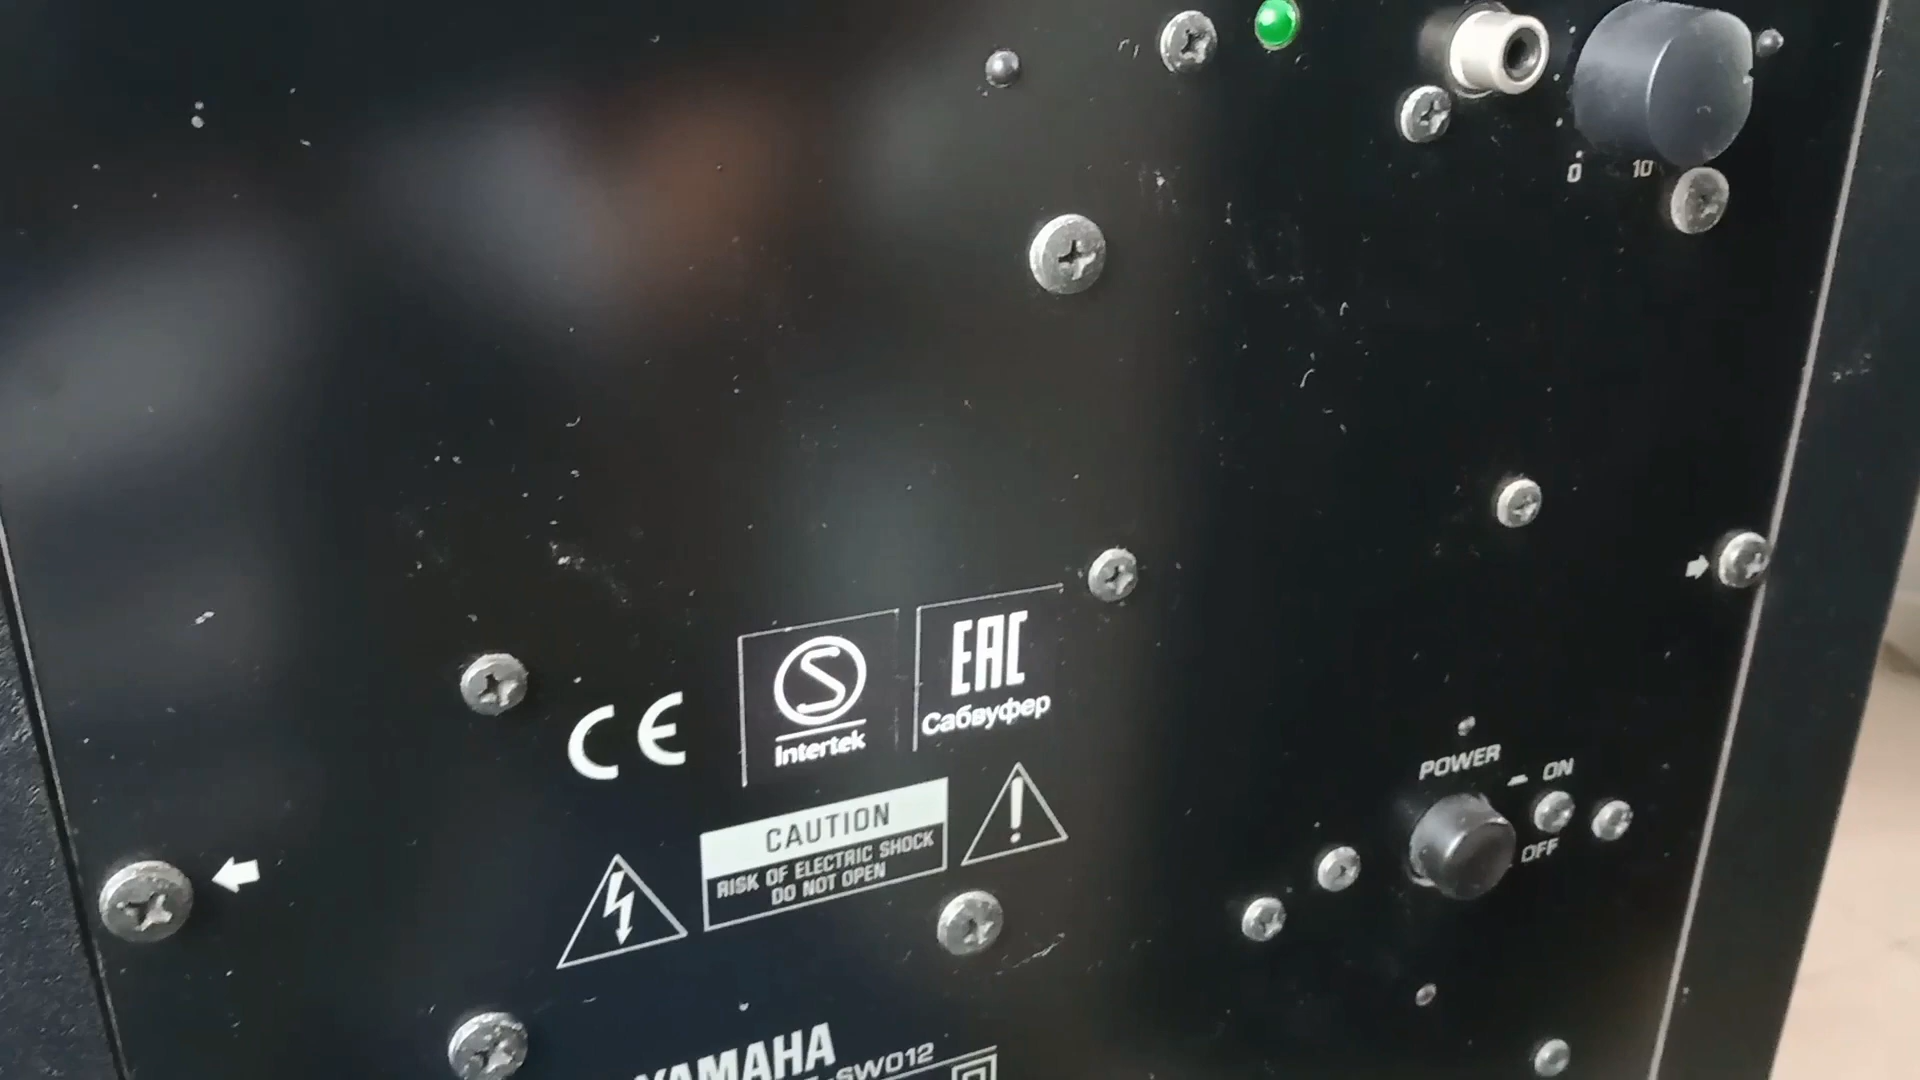 0 10
CE
S
Intertek
EAC
Сабвуфер
POWER
ON
OFF
CAUTION
RISK OF ELECTRIC SHOCK
DO NOT OPEN
YAMAHA
-SW012